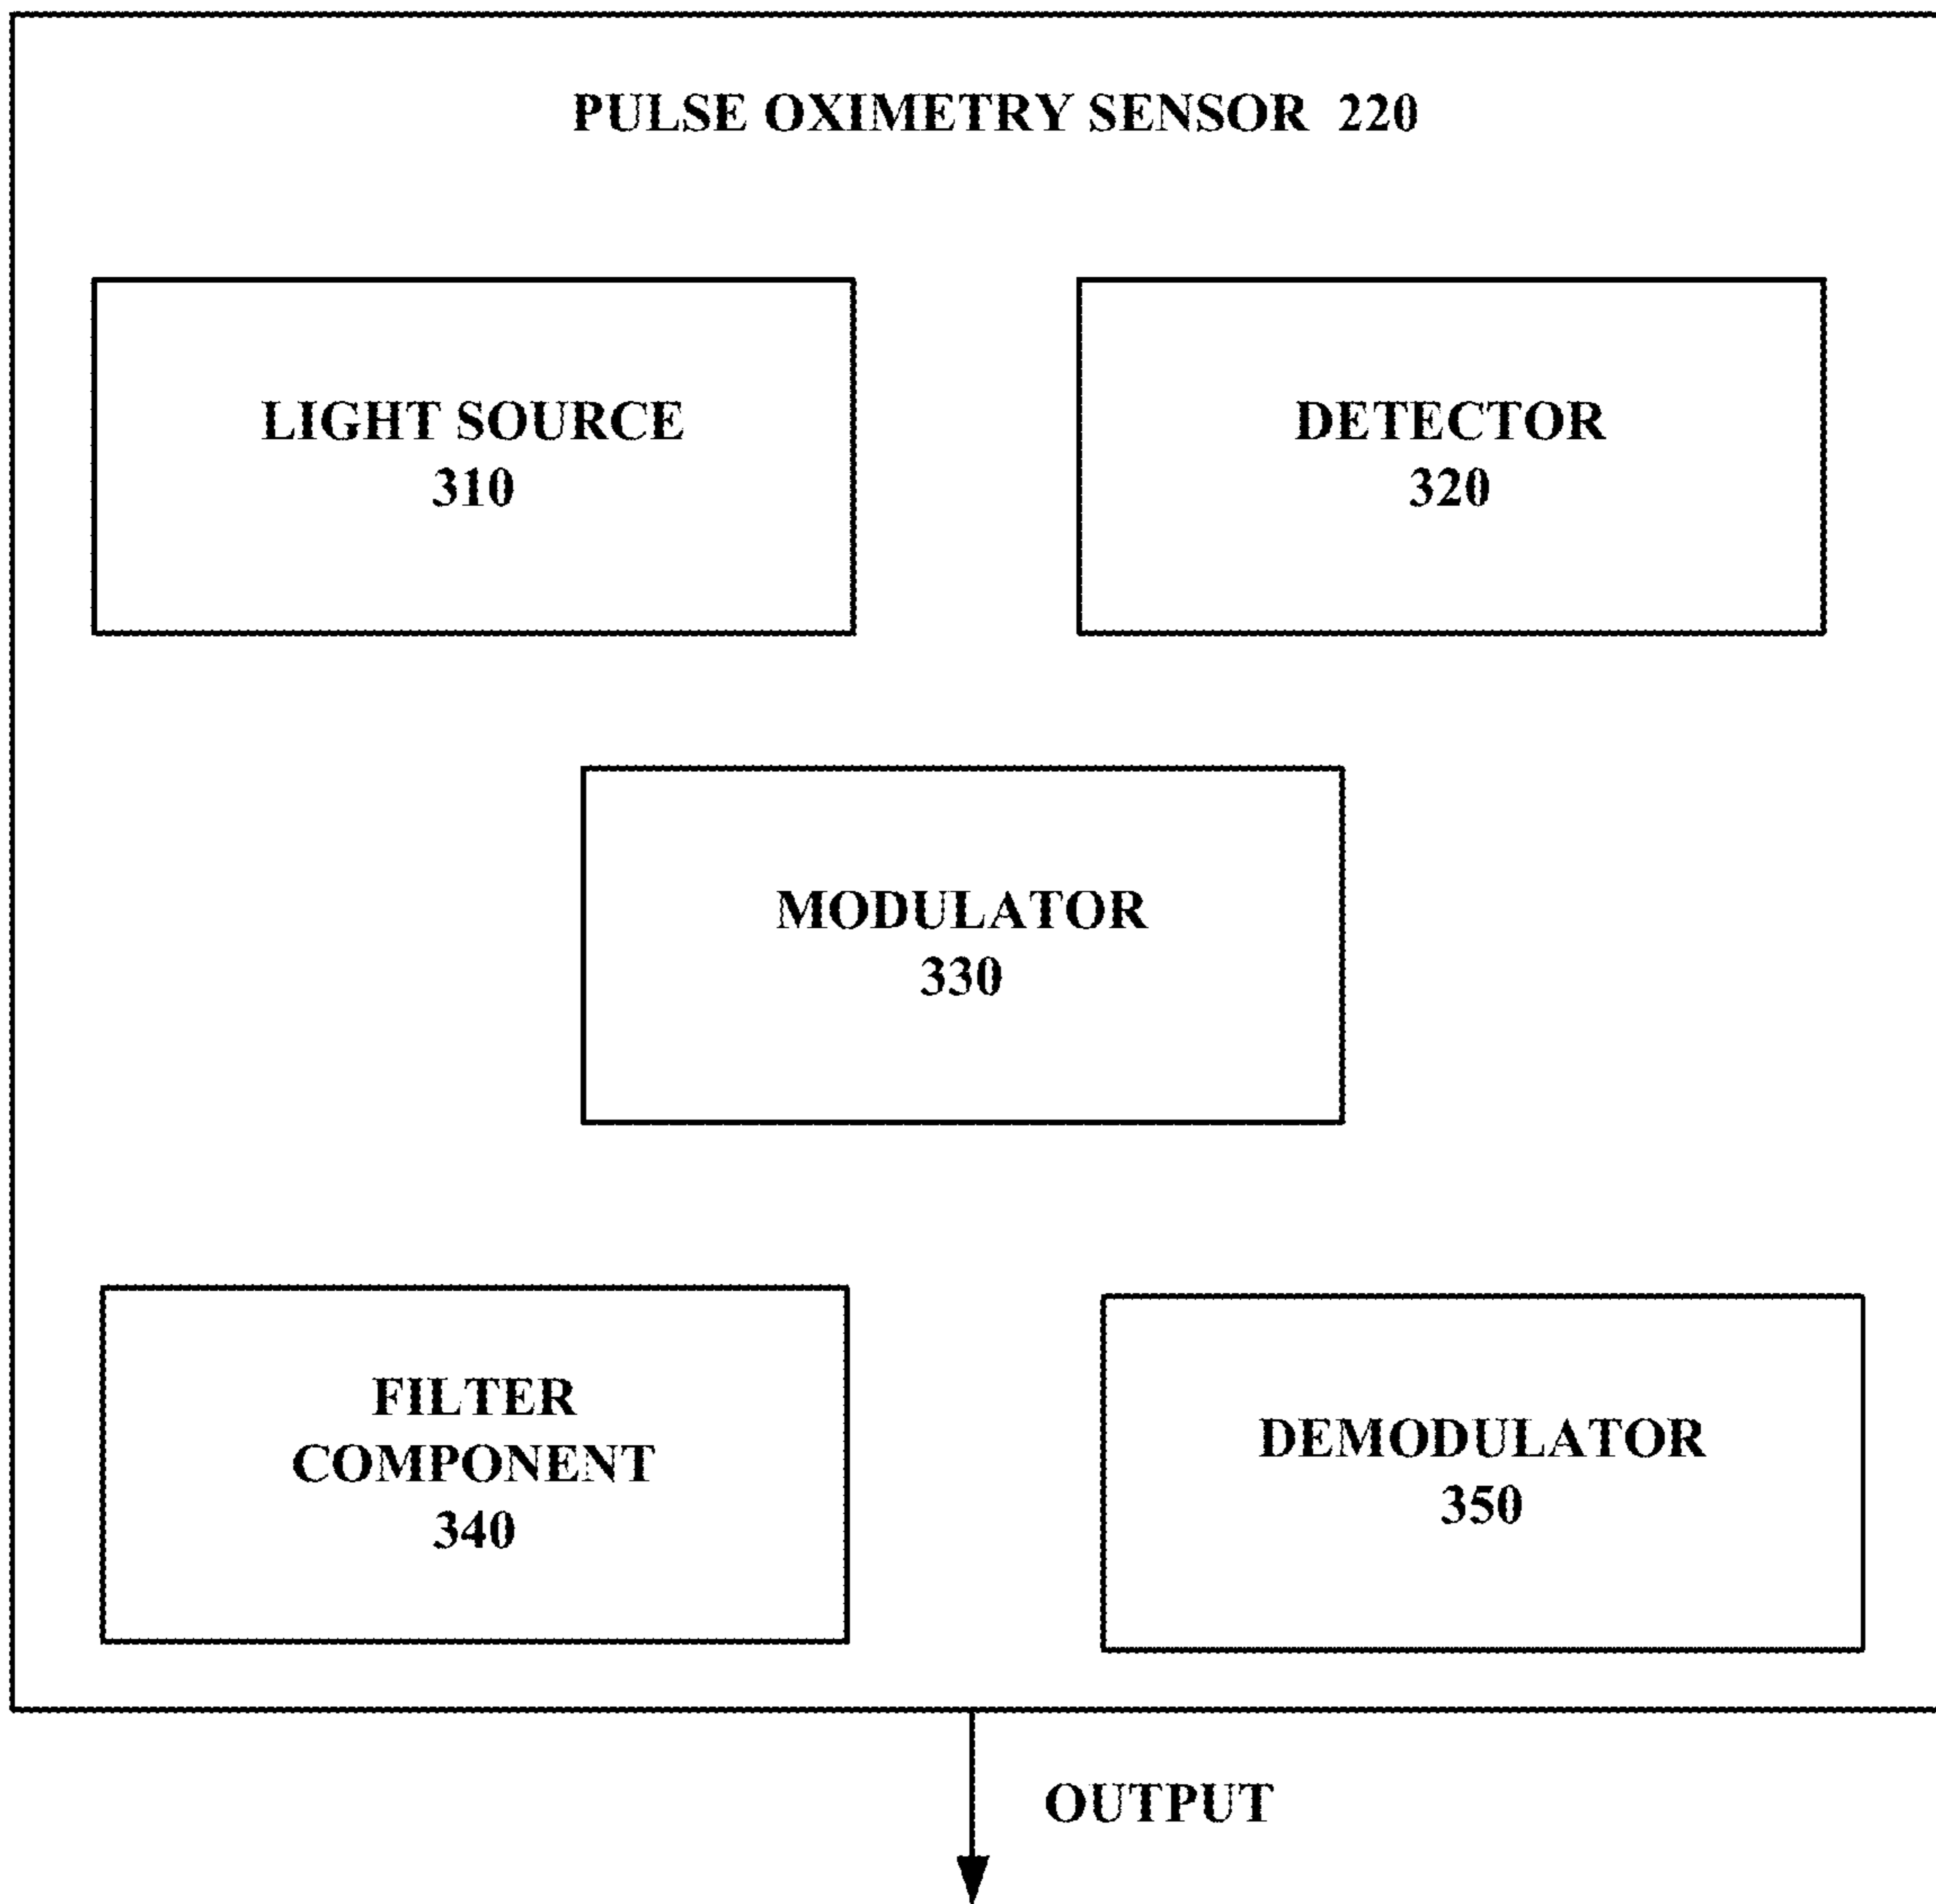 PULSE OXIMETRY SENSOR 220
LIGHT SOURCE
310
DETECTOR
320
MODULATOR
330
FILTER
COMPONENT
340
DEMODULATOR
350
OUTPUT